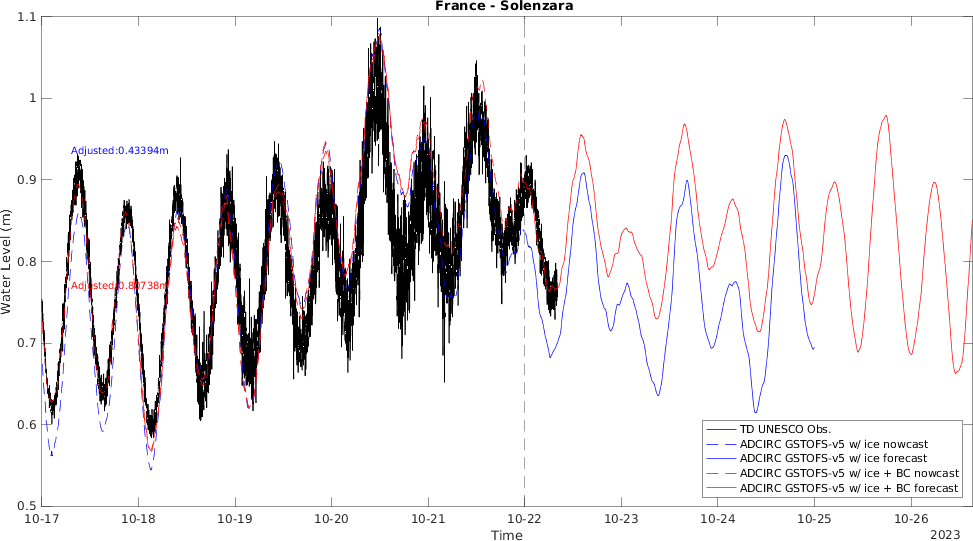 France - Solenzara
1.1
1
0.9
0.8
0.7
0.6
0.5
Water Level (m)
Adjusted:0.43394m
TD UNESCO Obs.
ADCIRC GSTOFS-v5 w/ ice nowcast
ADCIRC GSTOFS-v5 w/ ice forecast
ADCIRC GSTOFS-v5 w/ ice + BC nowcast
ADCIRC GSTOFS-v5 w/ ice + BC forecast
10-17 10-18 10-19 10-20 10-21 10-22 10-23 10-24 10-25 10-26
Time
2023